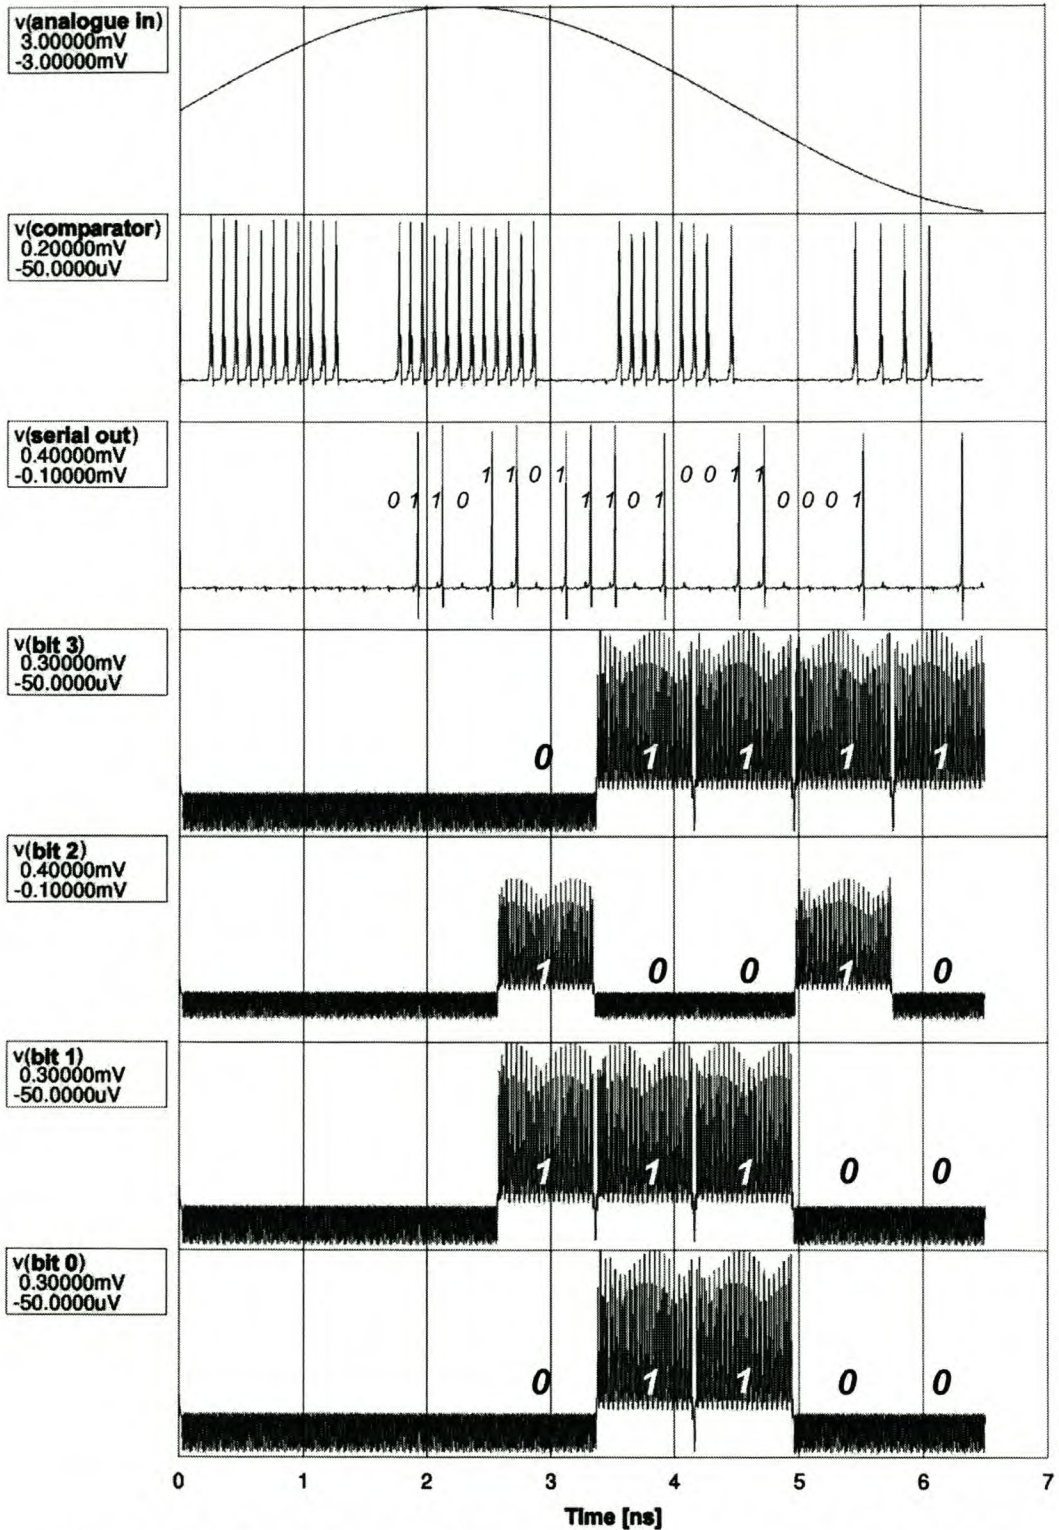 v(analogue in)
3.00000mV
-3.00000mV
v(comparator)
0.20000mV
-50.0000uV
v(serial out)
0.40000mV
-0.10000mV
1 1 0 1 0 0 1 1
0 1 1 0 1 1 0 1 0 0 0 1
v(bit 3)
0.30000mV
-50.0000uV
0 1 1 1 1
v(bit 2)
0.40000mV
-0.10000mV
1 0 0 1 0
v(bit 1)
0.30000mV
-50.0000uV
1 1 1 0 0
v(bit 0)
0.30000mV
-50.0000uV
0 1 1 0 0
0 1 2 3 4 5 6 7
Time [ns]